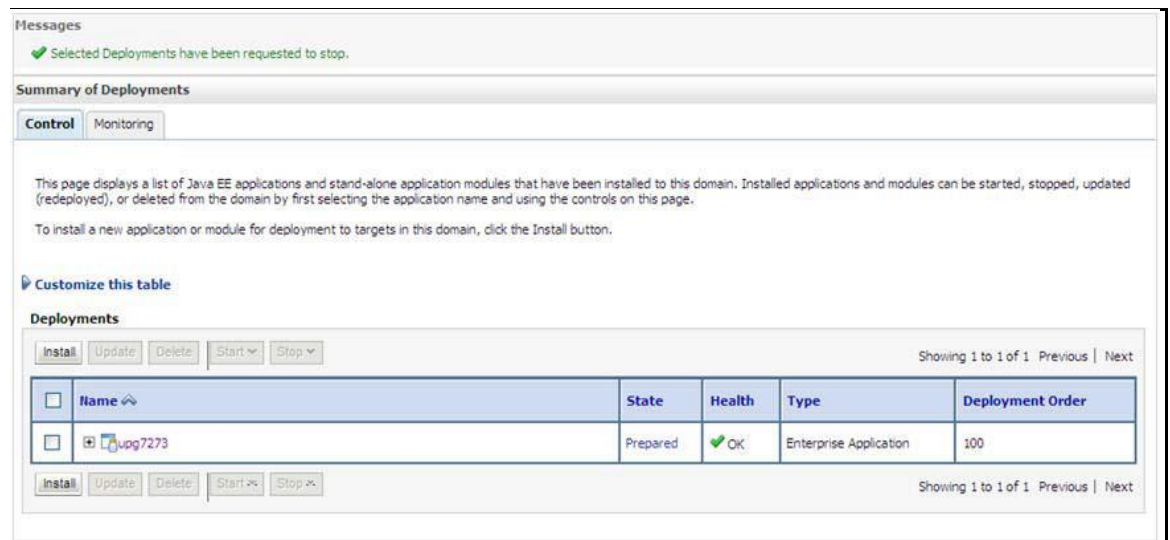 Messages
Selected Deployments have been requested to stop.
Summary of Deployments
Control Monitoring
This page displays a list of Java EE applications and stand-alone application modules that have been installed to this domain. Installed applications and modules can be started, stopped, updated
(redeployed), or deleted from the domain by first selecting the application name and using the controls on this page.
To install a new application or module for deployment to targets in this domain, click the Install button.
Customize this table
Deployments
Install Update Delete Start Stop Showing 1 to 1 of 1 Previous | Next
Name State Health Type Deployment Order
upg7273 Prepared OK Enterprise Application 100
Install Update Delete Start Stop Showing 1 to 1 of 1 Previous | Next